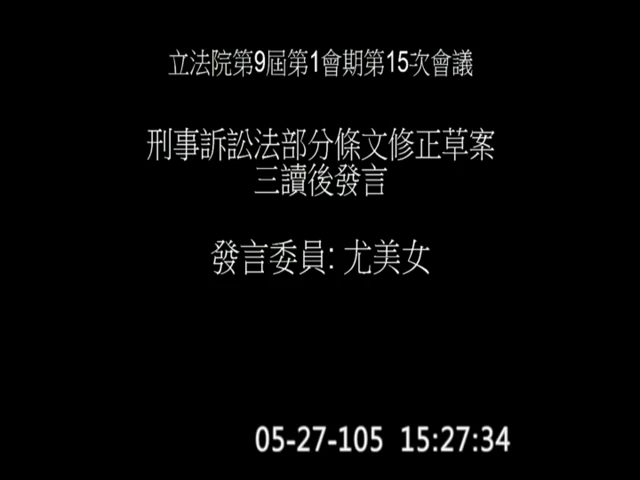 立法院第9屆第1會期第15次會議
刑事訴訟法部分條文修正草案
三讀後發言
發言委員: 尤美女
05-27-105 15:27:34